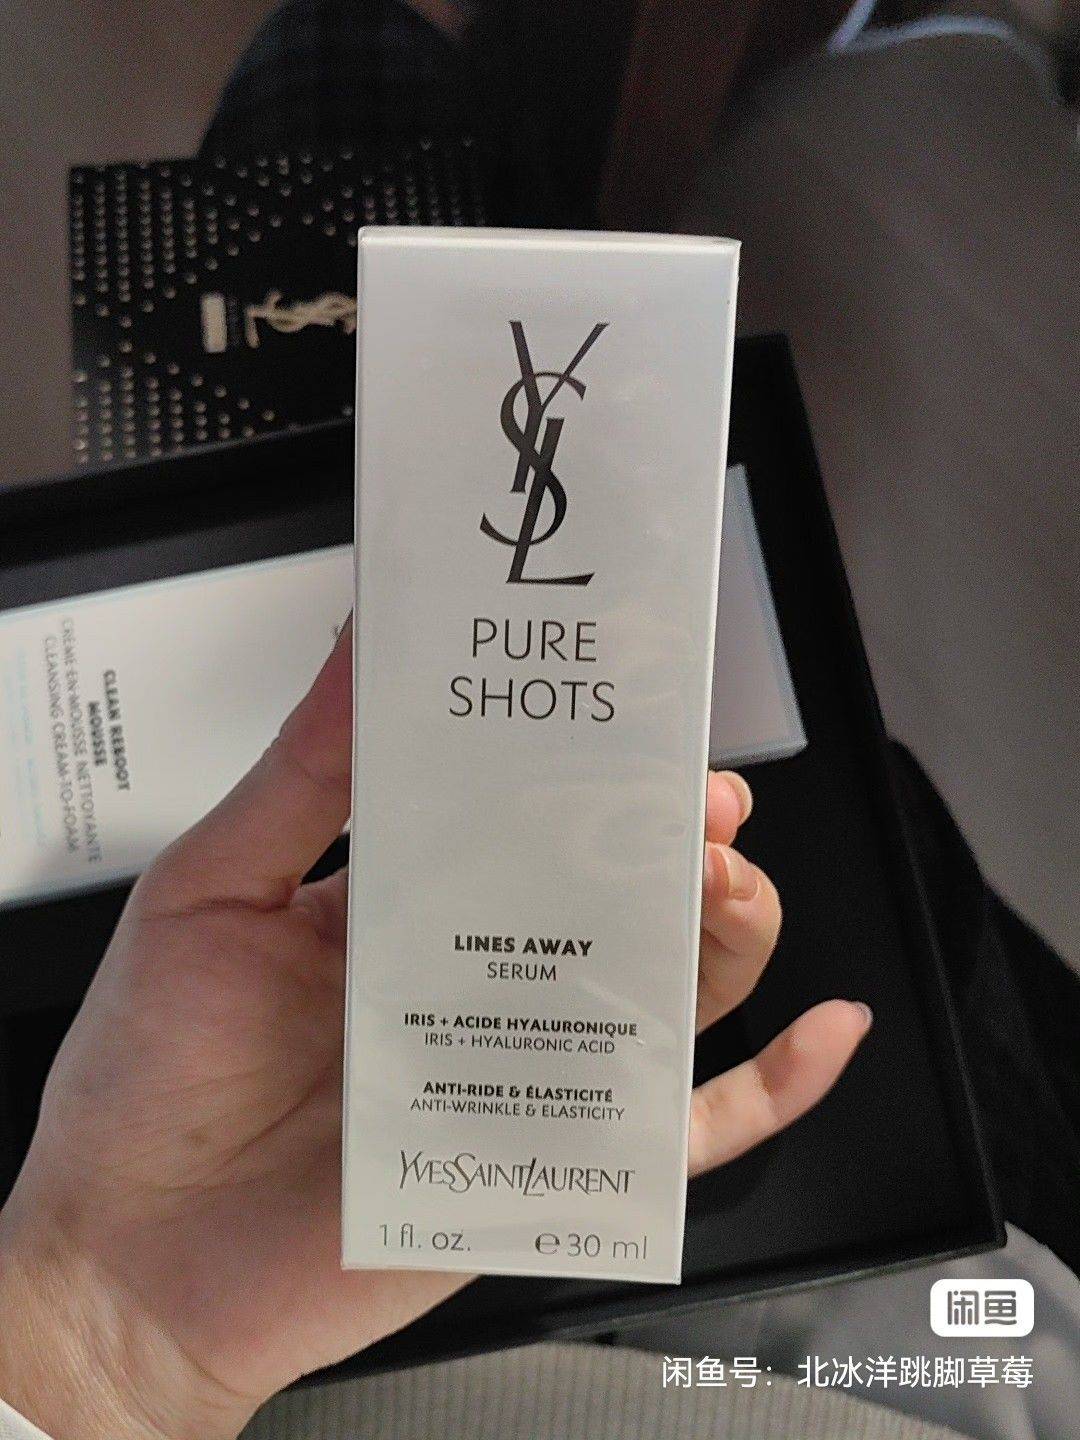 YSL
PURE
SHOTS
LINES AWAY
SERUM
IRIS + ACIDE HYALURONIQUE
IRIS + HYALURONIC ACID
ANTI-RIDE & ÉLASTICITÉ
ANTI-WRINKLE & ELASTICITY
YVESSAINTLAURENT
1 fl. oz. ℮30 ml
CLEAN REBOOT
MOUSSE
CRÈME-EN-MOUSSE NETTOYANTE
CLEANSING CREAM-TO-FOAM
YSL
闲鱼
闲鱼号：北冰洋跳脚草莓